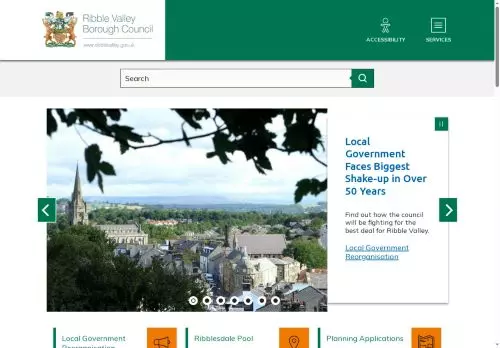 Ribble Valley
Borough Council
www.ribblevalley.gov.uk
ACCESSIBILITY
SERVICES
Search
Local
Government
Faces Biggest
Shake-up in Over
50 Years
Find out how the council
will be fighting for the
best deal for Ribble Valley.
Local Government
Reorganisation
Local Government
Reorganisation
Ribblesdale Pool
Planning Applications